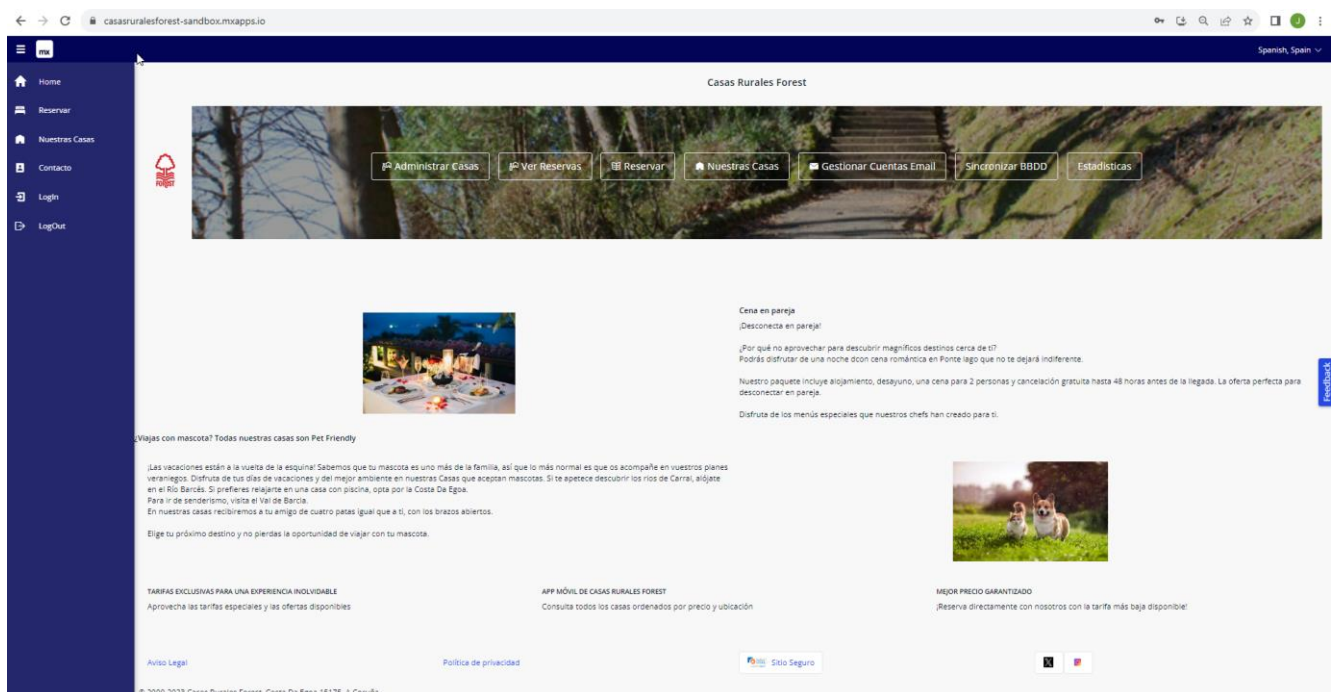 casasruralesforest-sandbox.mxapps.io
J
mx
Spanish, Spain
Home
Reservar
Nuestras Casas
Contacto
LogIn
LogOut
Casas Rurales Forest
FOREST
Administrar Casas
Ver Reservas
Reservar
Nuestras Casas
Gestionar Cuentas Email
Sincronizar BBDD
Estadísticas
Cena en pareja
¡Desconecta en pareja!
¿Por qué no aprovechar para descubrir magníficos destinos cerca de ti?
Podrás disfrutar de una noche dcon cena romántica en Ponte lago que no te dejará indiferente.
Nuestro paquete incluye alojamiento, desayuno, una cena para 2 personas y cancelación gratuita hasta 48 horas antes de la llegada. La oferta perfecta para
desconectar en pareja.
Disfruta de los menús especiales que nuestros chefs han creado para ti.
Feedback
¿Viajas con mascota? Todas nuestras casas son Pet Friendly
¡Las vacaciones están a la vuelta de la esquina! Sabemos que tu mascota es uno más de la familia, así que lo más normal es que os acompañe en vuestros planes
veraniegos. Disfruta de tus días de vacaciones y del mejor ambiente en nuestras Casas que aceptan mascotas. Si te apetece descubrir los rios de Carral, alójate
en el Río Barcés. Si prefieres relajarte en una casa con piscina, opta por la Costa Da Egoa.
Para ir de senderismo, visita el Val de Barcia.
En nuestras casas recibiremos a tu amigo de cuatro patas igual que a ti, con los brazos abiertos.
Elige tu próximo destino y no pierdas la oportunidad de viajar con tu mascota.
TARIFAS EXCLUSIVAS PARA UNA EXPERIENCIA INOLVIDABLE
Aprovecha las tarifas especiales y las ofertas disponibles
APP MÓVIL DE CASAS RURALES FOREST
Consulta todos los casas ordenados por precio y ubicación
MEJOR PRECIO GARANTIZADO
¡Reserva directamente con nosotros con la tarifa más baja disponible!
Aviso Legal
Política de privacidad
Sitio Seguro
© 2000-2023 Casas Rurales Forest, Costa Da Egoa 15175, A Coruña